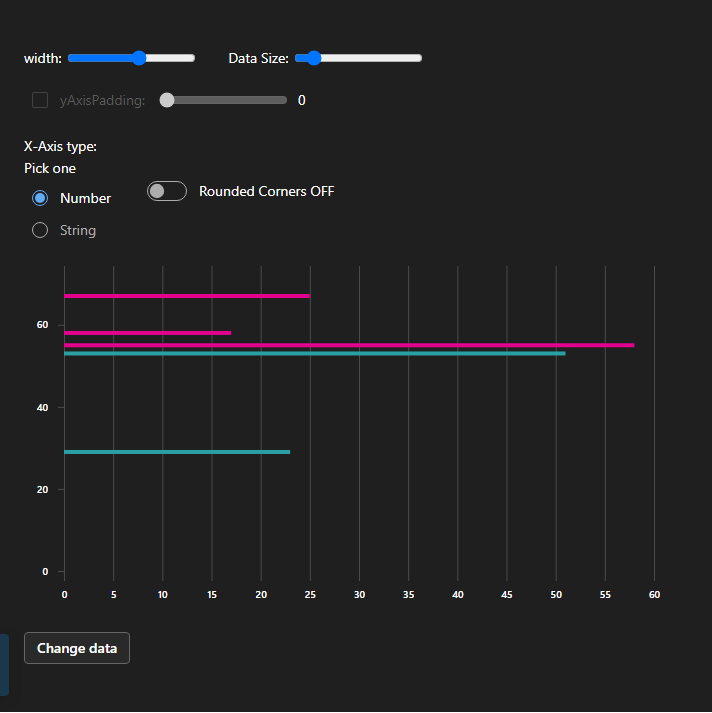 width: Data Size:
yAxisPadding: 0
X-Axis type:
Pick one
Number
Rounded Corners OFF
String
60
40
20
0
0 5 10 15 20 25 30 35 40 45 50 55 60
Change data